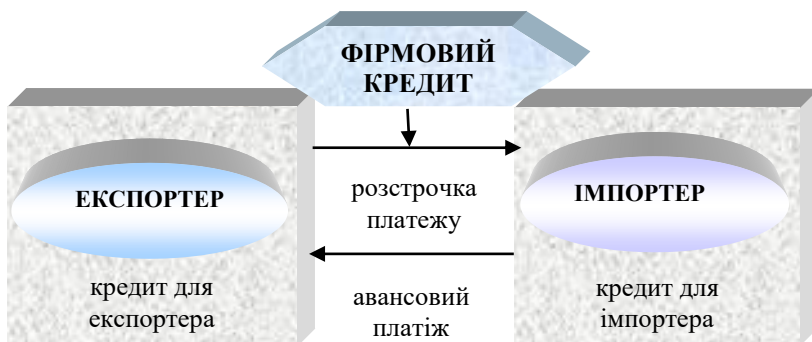 ФІРМОВИЙ
КРЕДИТ
ЕКСПОРТЕР
розстрочка
платежу
ІМПОРТЕР
кредит для
експортера
авансовий
платіж
кредит для
імпортера